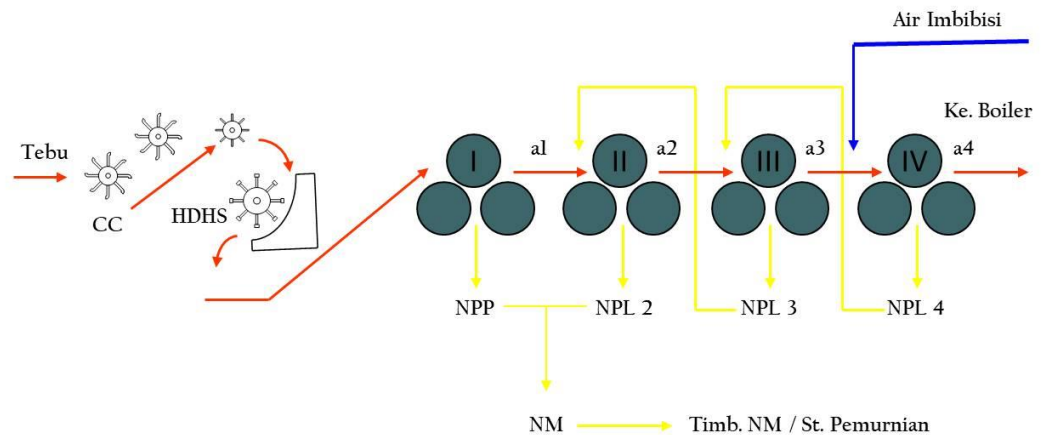 Air Imbibisi
Ke. Boiler
Tebu
I
a1
II
a2
III
a3
IV
a4
CC
HDHS
NPP
NPL 2
NPL 3
NPL 4
NM
Timb. NM / St. Pemurnian